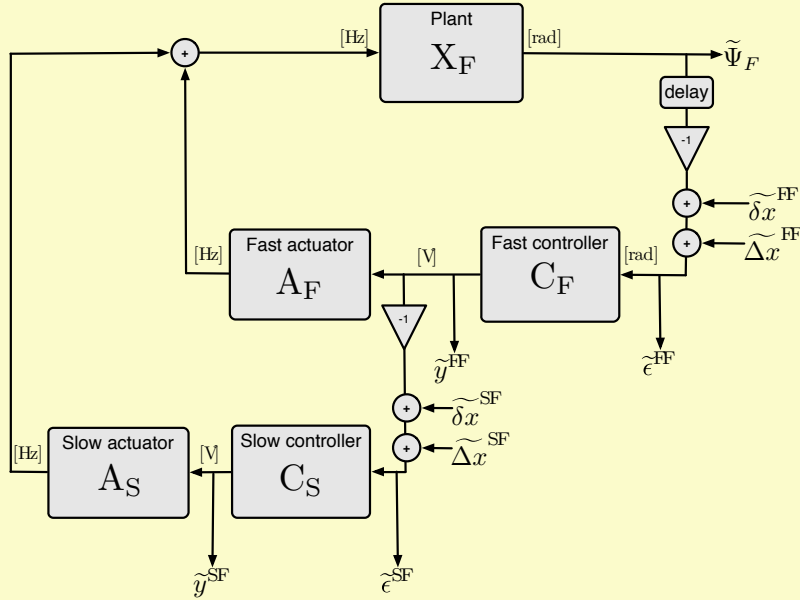 Plant
[Hz]
[rad]
X_F
+
Ψ̃_F
delay
-1
+
δx̃^FF
Fast actuator
Fast controller
+
Δx̃^FF
[Hz]
[V]
[rad]
A_F
C_F
-1
ỹ^FF
ϵ̃^FF
+
δx̃^SF
Slow actuator
Slow controller
+
Δx̃^SF
[Hz]
[V]
A_S
C_S
ỹ^SF
ϵ̃^SF